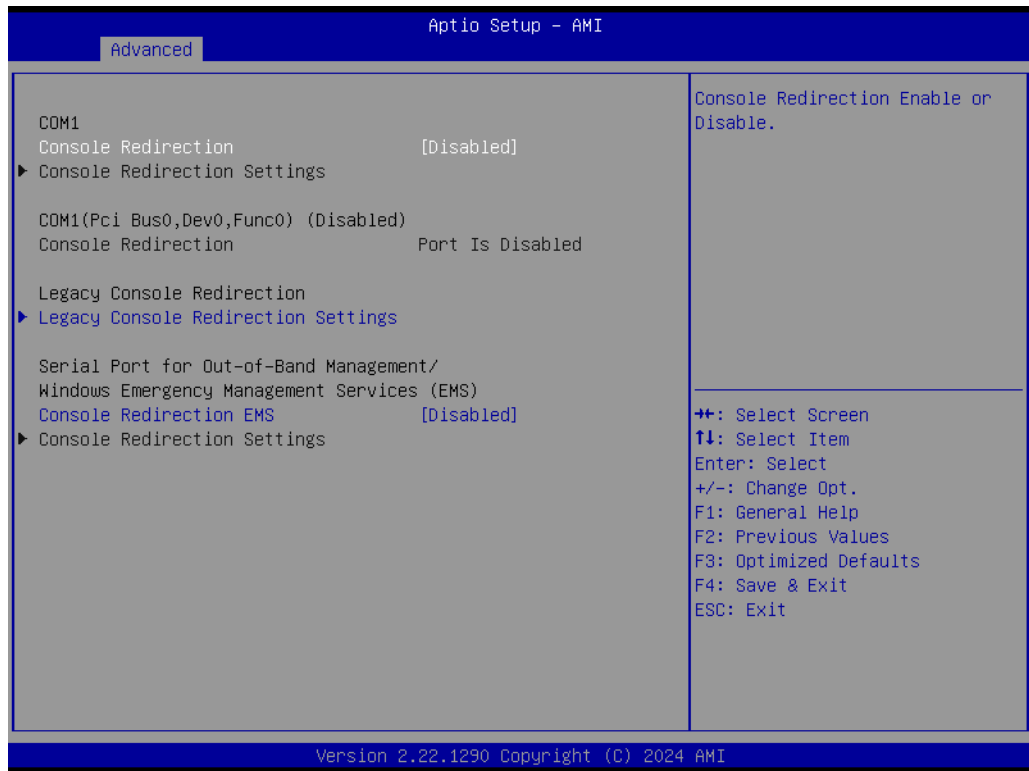 Aptio Setup – AMI
Advanced
COM1
Console Redirection [Disabled]
Console Redirection Settings
COM1(Pci Bus0,Dev0,Func0) (Disabled)
Console Redirection Port Is Disabled
Legacy Console Redirection
Legacy Console Redirection Settings
Serial Port for Out-of-Band Management/
Windows Emergency Management Services (EMS)
Console Redirection EMS [Disabled]
Console Redirection Settings
Console Redirection Enable or
Disable.
→←: Select Screen
↑↓: Select Item
Enter: Select
+/-: Change Opt.
F1: General Help
F2: Previous Values
F3: Optimized Defaults
F4: Save & Exit
ESC: Exit
Version 2.22.1290 Copyright (C) 2024 AMI